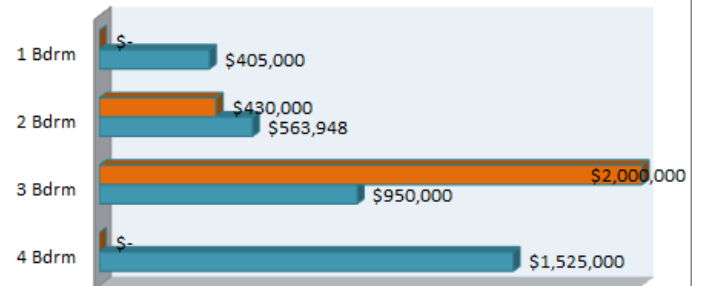 $-
1 Bdrm
$405,000
$430,000
2 Bdrm
$563,948
$2,000,000
3 Bdrm
$950,000
$-
4 Bdrm
$1,525,000